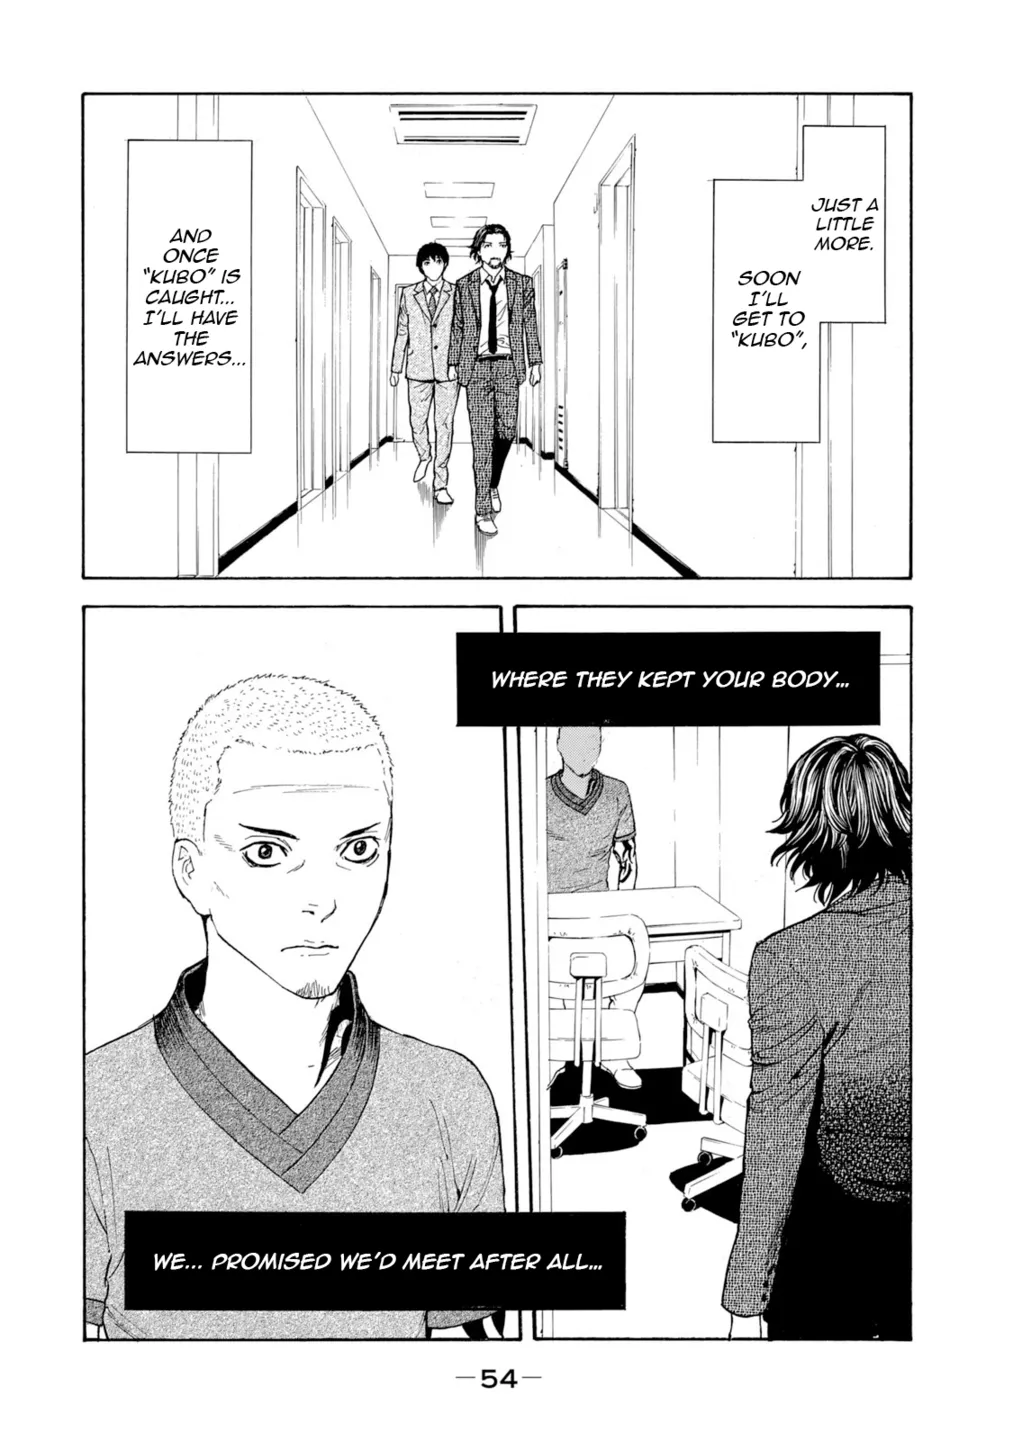 JUST A
LITTLE
MORE.
SOON
I'LL
GET TO
"KUBO",
AND
ONCE
"KUBO" IS
CAUGHT...
I'LL HAVE
THE
ANSWERS...
WHERE THEY KEPT YOUR BODY...
WE... PROMISED WE'D MEET AFTER ALL...
—54—